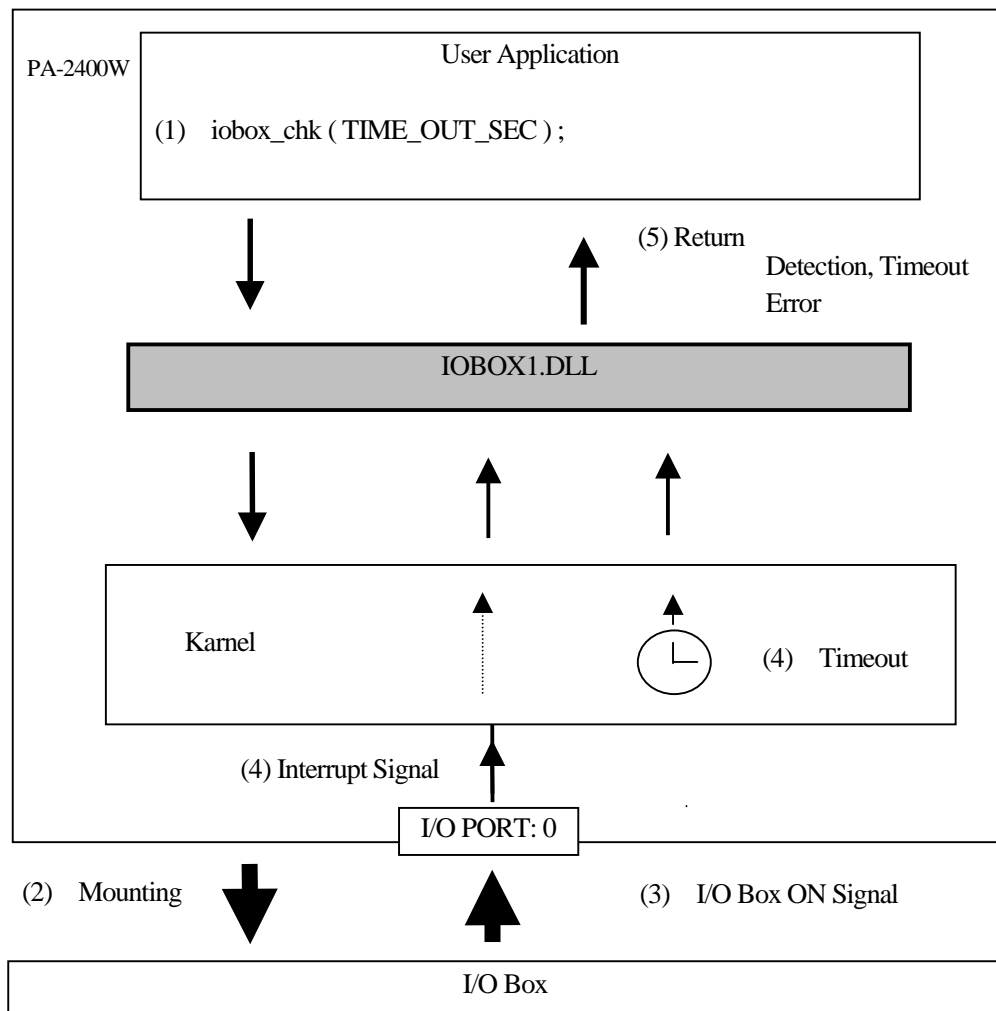 User Application
PA-2400W
(1) iobox_chk ( TIME_OUT_SEC ) ;
(5) Return
Detection, Timeout
Error
IOBOX1.DLL
Karnel
(4) Timeout
(4) Interrupt Signal
I/O PORT: 0
(2) Mounting
(3) I/O Box ON Signal
I/O Box